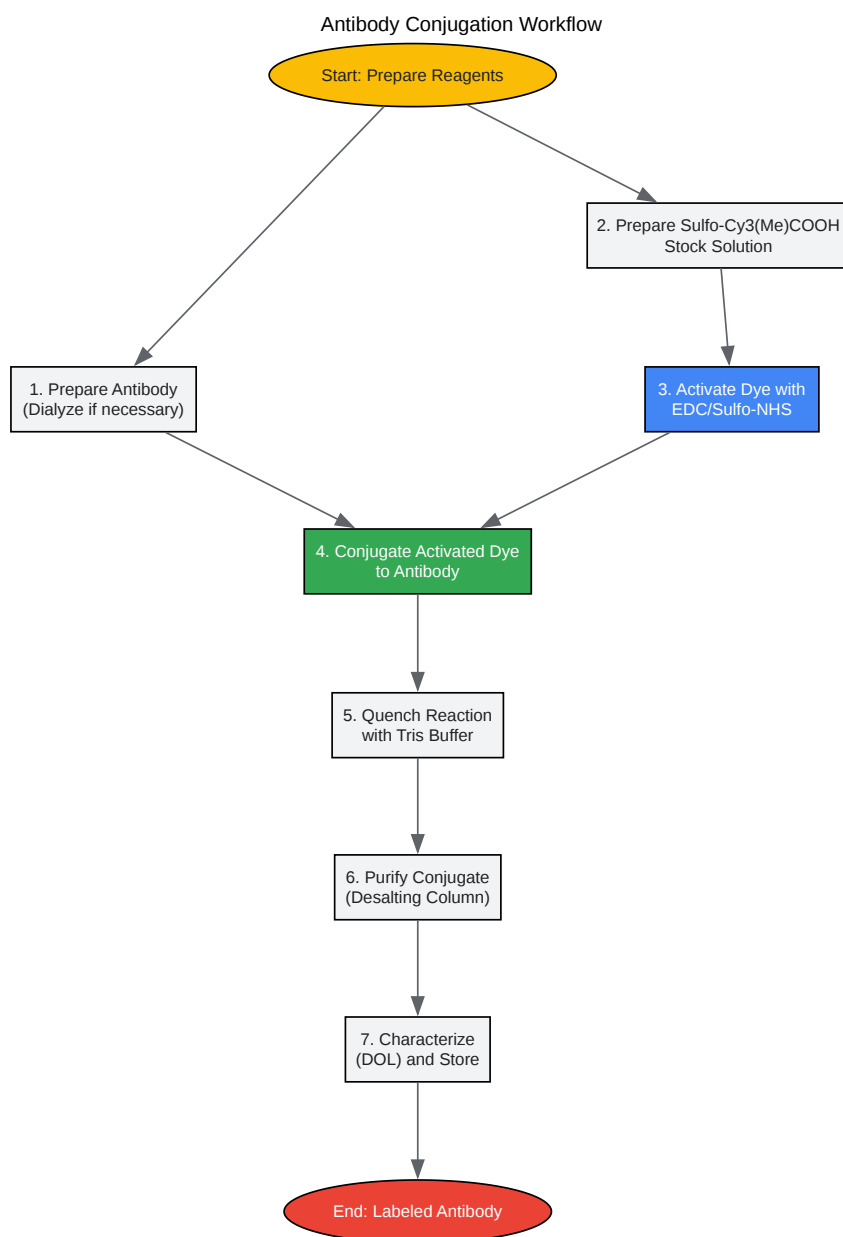 Antibody Conjugation Workflow
Start: Prepare Reagents
2. Prepare Sulfo-Cy3(Me)COOH
Stock Solution
1. Prepare Antibody
(Dialyze if necessary)
3. Activate Dye with
EDC/Sulfo-NHS
4. Conjugate Activated Dye
to Antibody
5. Quench Reaction
with Tris Buffer
6. Purify Conjugate
(Desalting Column)
7. Characterize
(DOL) and Store
End: Labeled Antibody